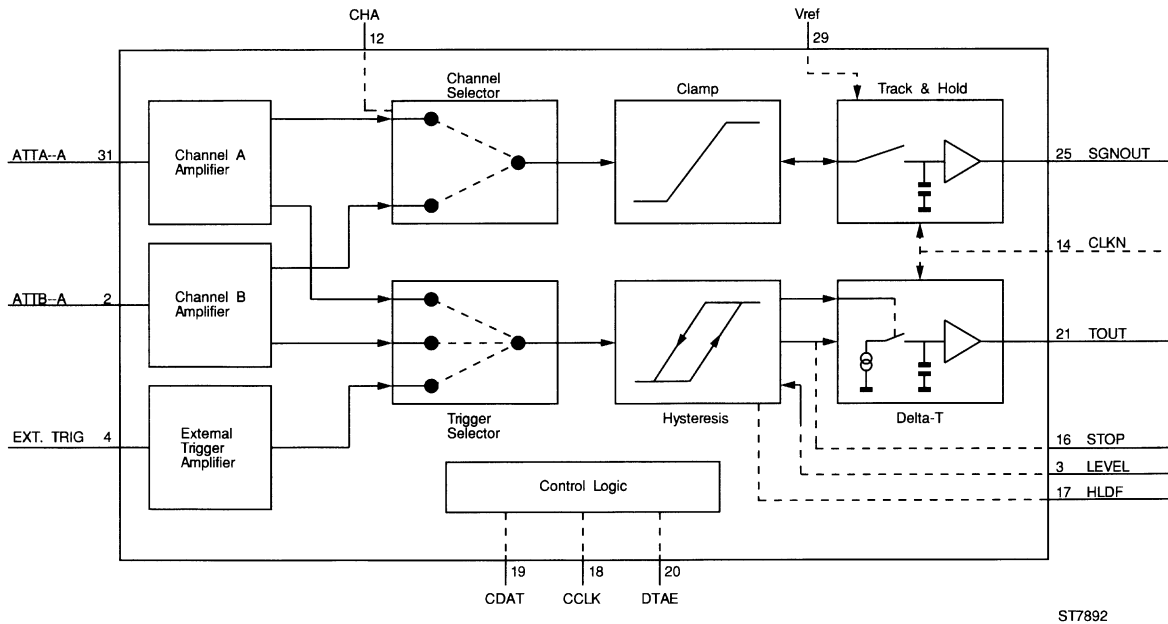 CHA
12
Vref
29
Channel
Selector
Clamp
Track & Hold
ATTA--A 31
Channel A
Amplifier
25 SGNOUT
14 CLKN
ATTB--A 2
Channel B
Amplifier
21 TOUT
Trigger
Selector
Hysteresis
Delta-T
EXT. TRIG 4
External
Trigger
Amplifier
16 STOP
3 LEVEL
17 HLDF
Control Logic
19
18
20
CDAT
CCLK
DTAE
ST7892